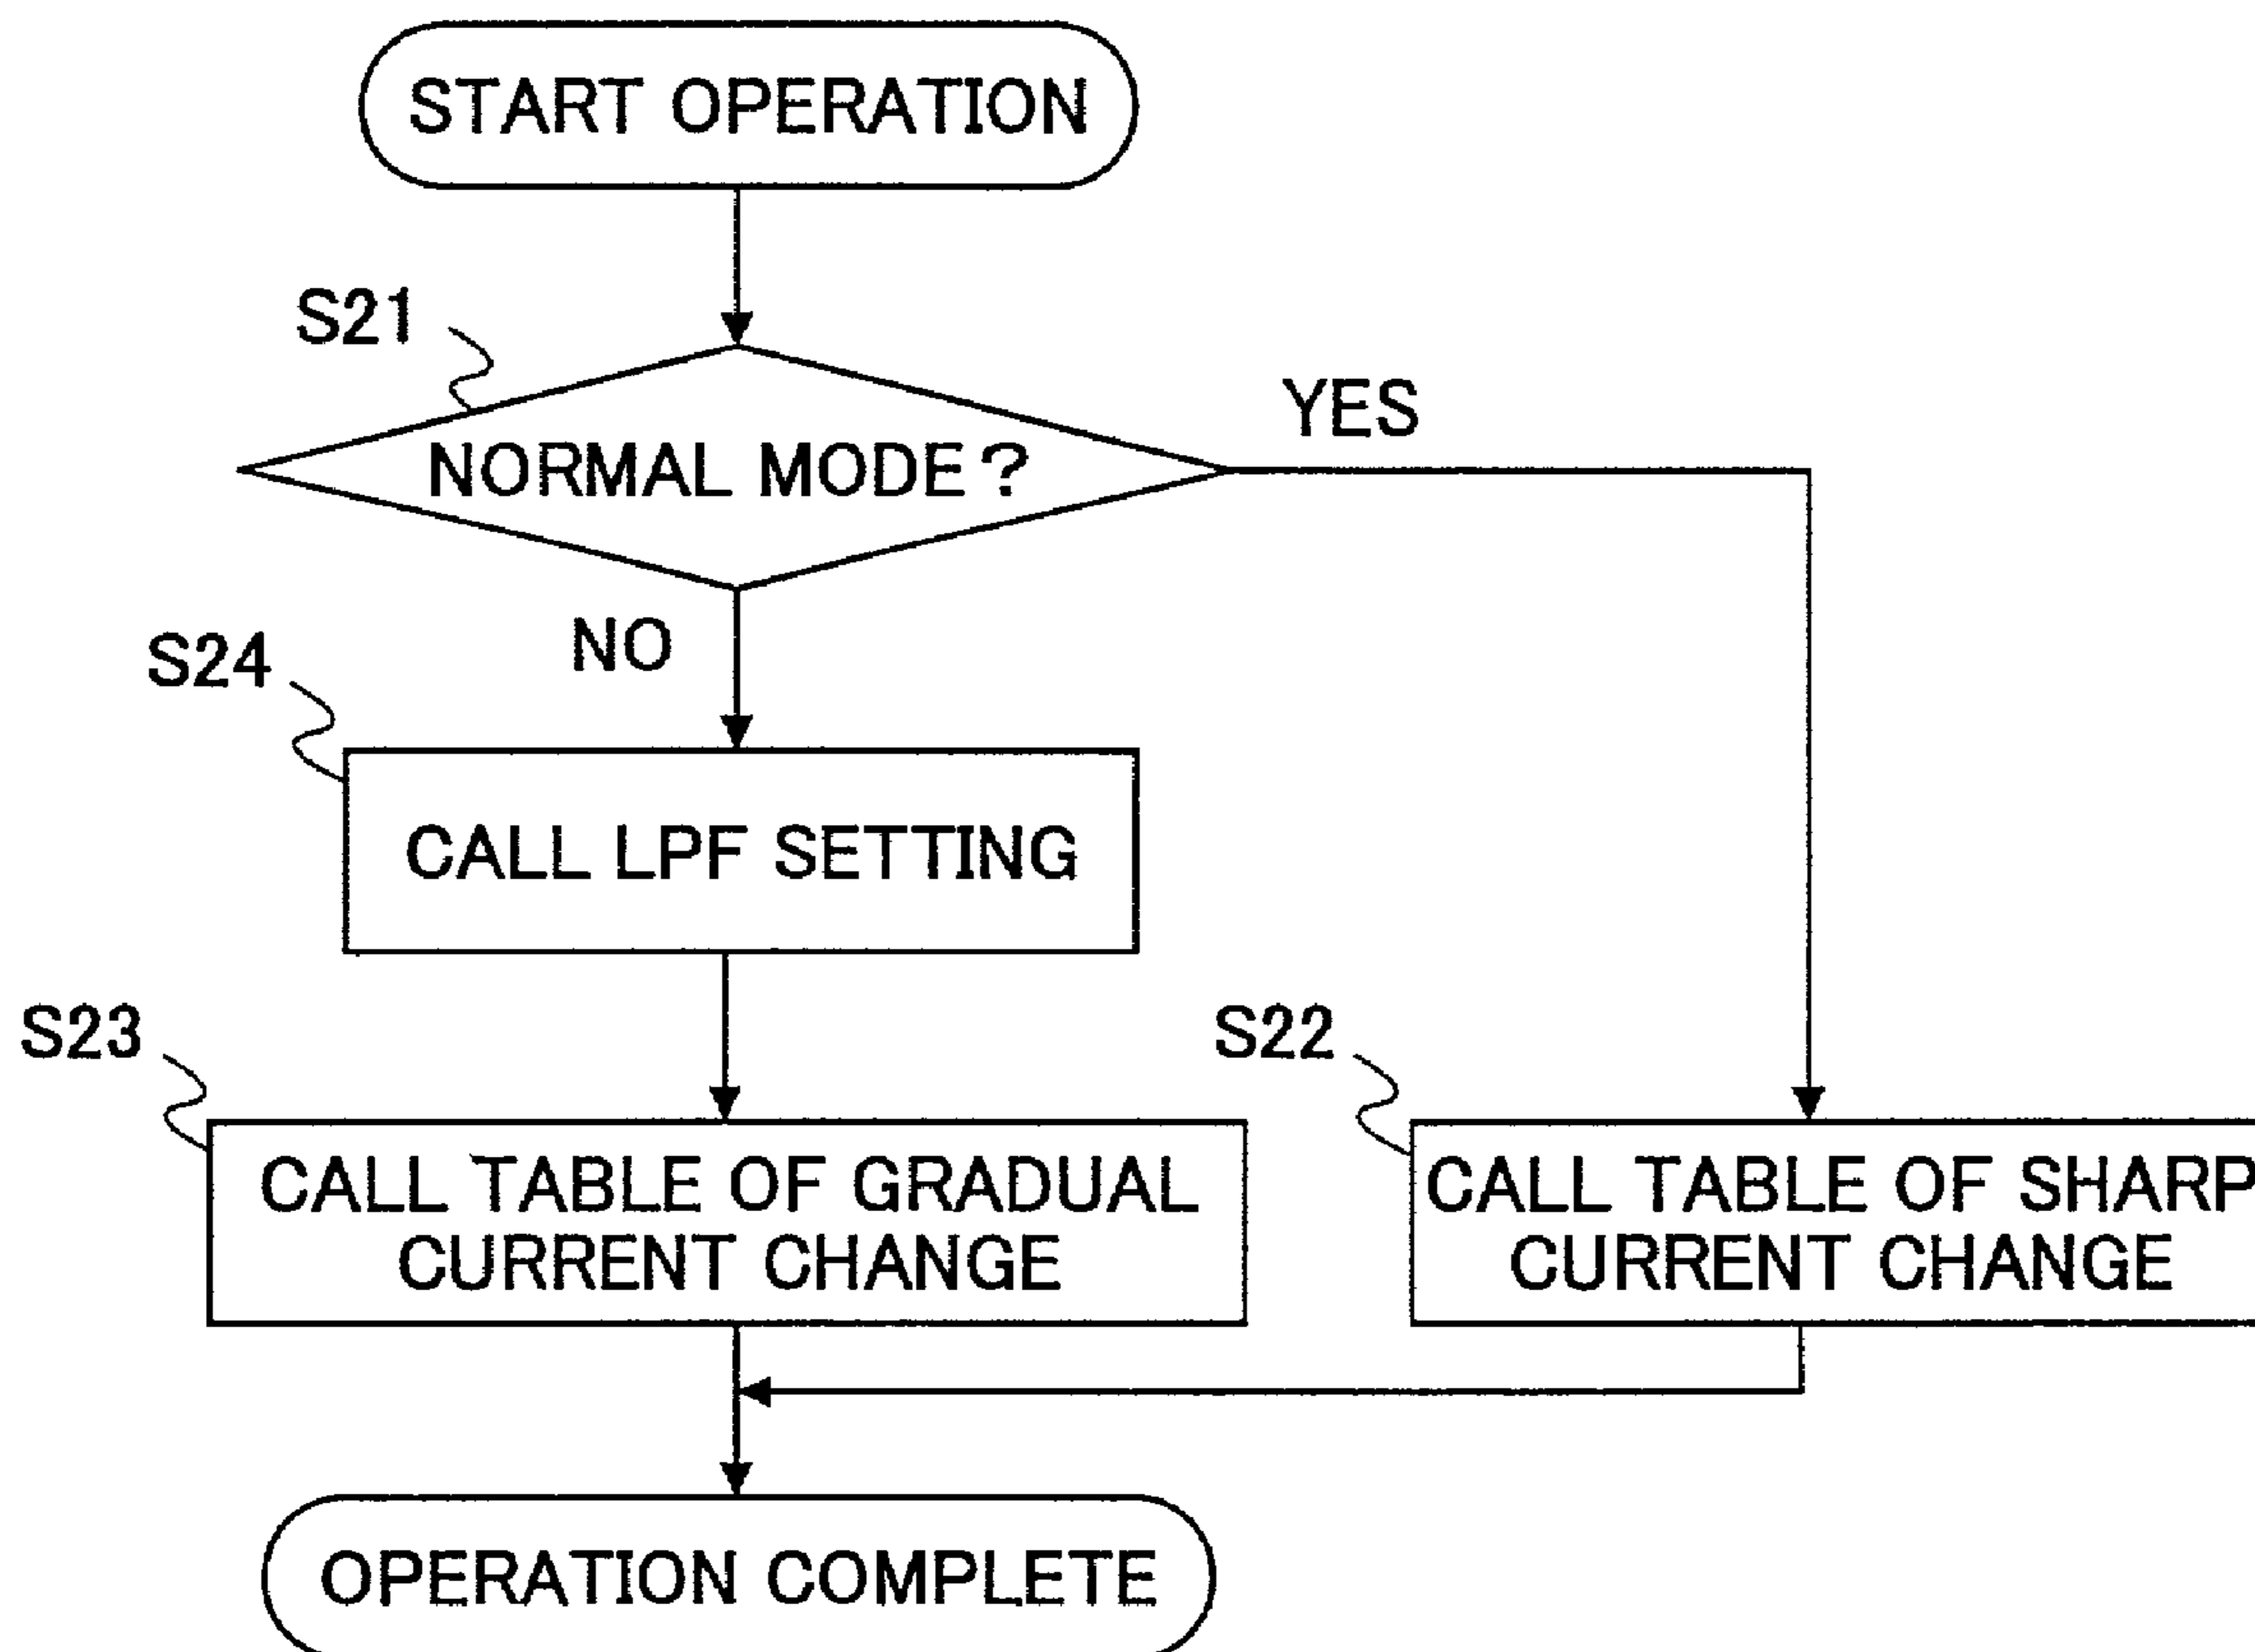 START OPERATION
S21
YES
NORMAL MODE?
NO
S24
CALL LPF SETTING
S23
S22
CALL TABLE OF GRADUAL
CURRENT CHANGE
CALL TABLE OF SHARP
CURRENT CHANGE
OPERATION COMPLETE